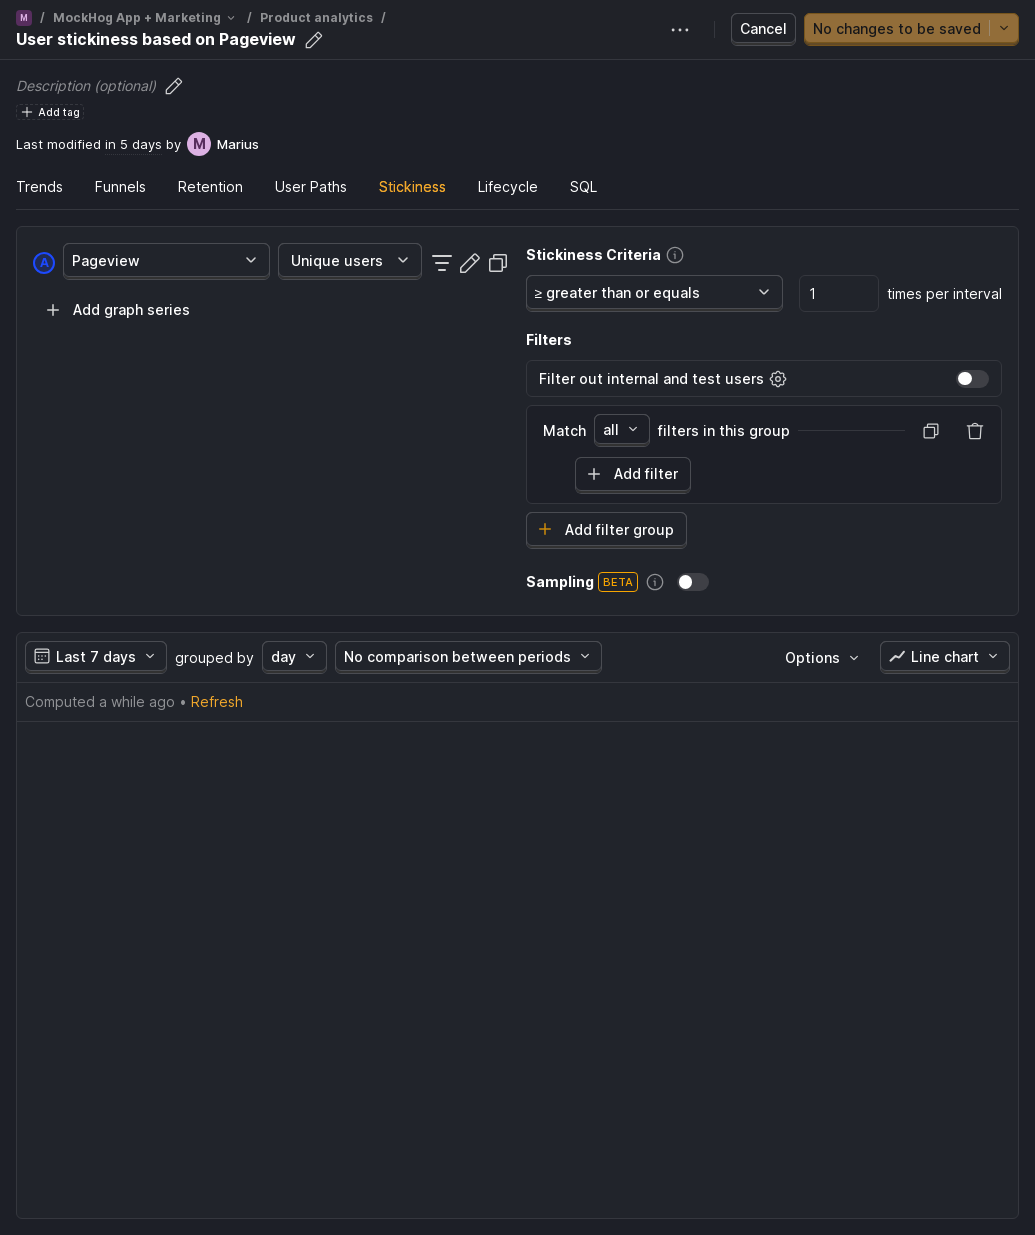 M / MockHog App + Marketing / Product analytics /
User stickiness based on Pageview
Cancel
No changes to be saved
Description (optional)
Add tag
Last modified in 5 days by M Marius
Trends Funnels Retention User Paths Stickiness Lifecycle SQL
A Pageview Unique users
Add graph series
Stickiness Criteria
≥ greater than or equals 1 times per interval
Filters
Filter out internal and test users
Match all filters in this group
Add filter
Add filter group
Sampling BETA
Last 7 days grouped by day No comparison between periods Options Line chart
Computed a while ago • Refresh